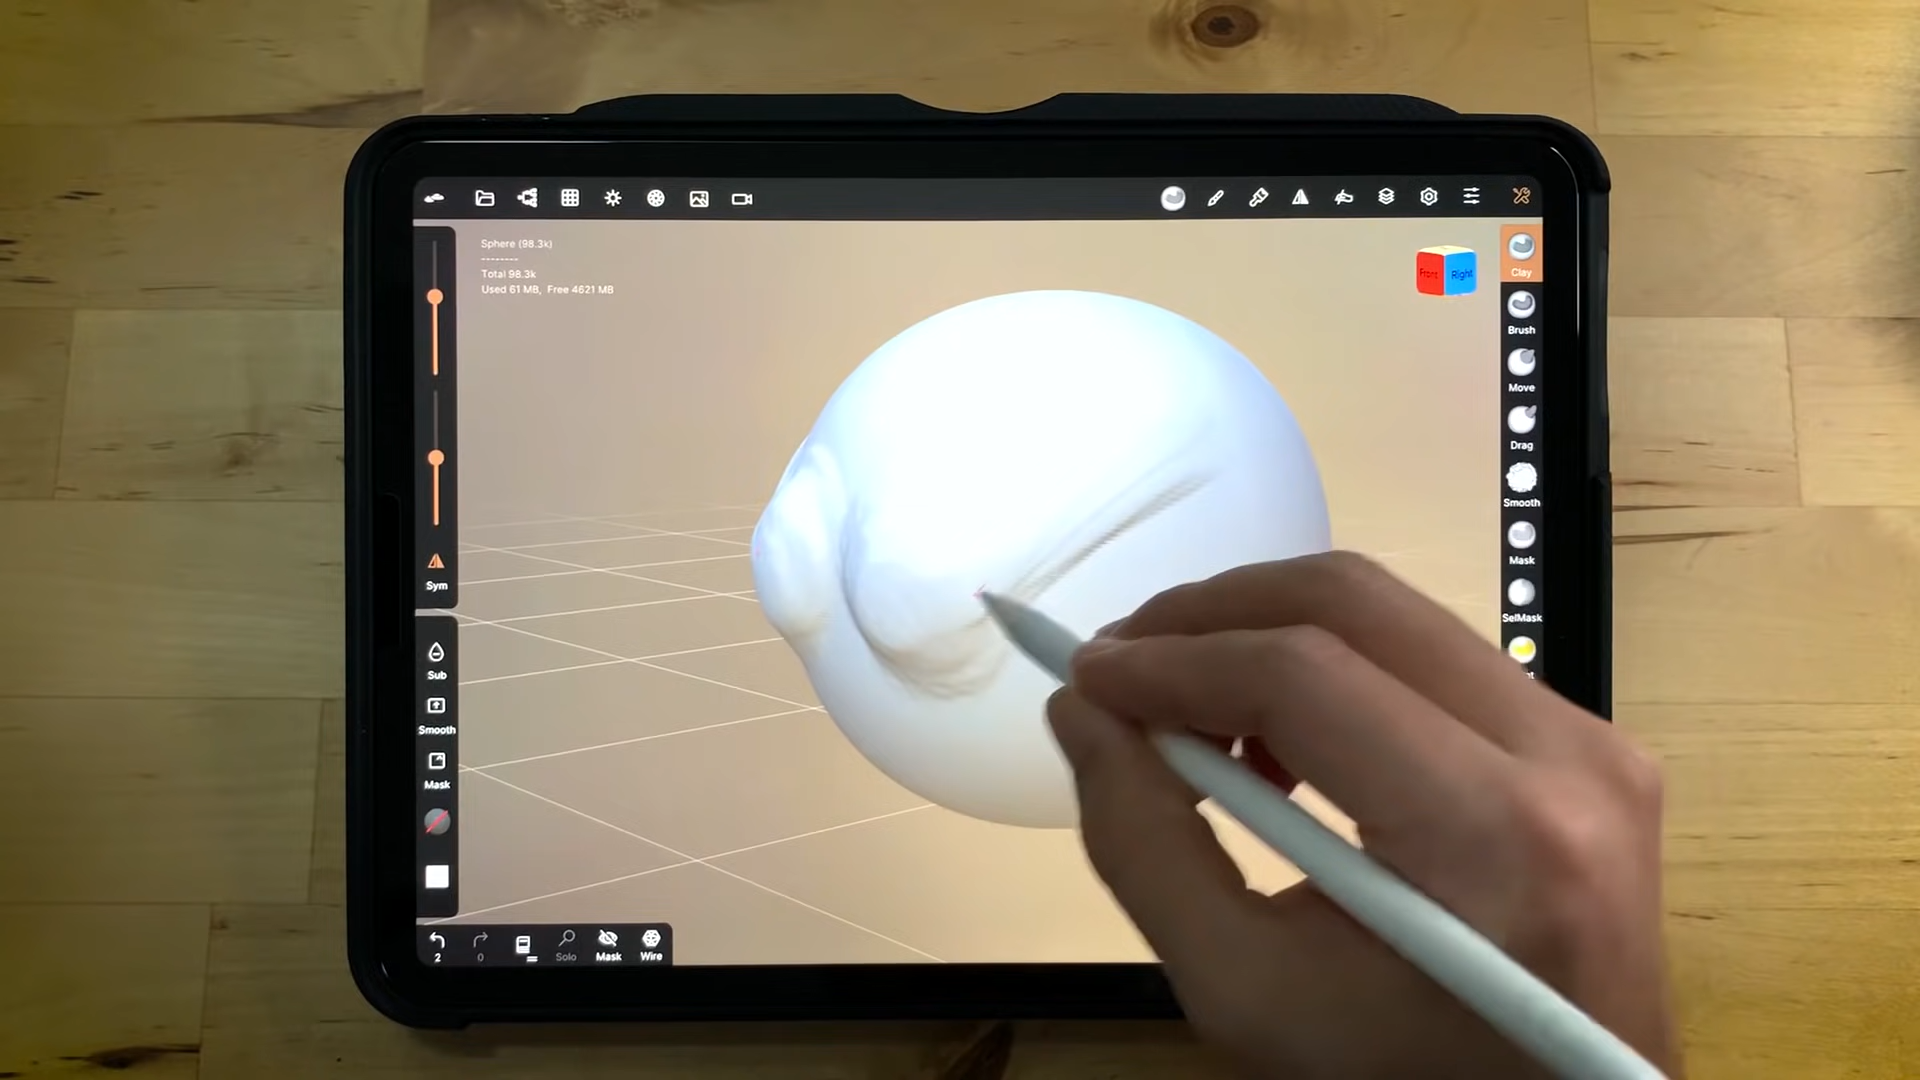 Sphere (98.3k)
--------
Total 98.3k
Used 61 MB, Free 4621 MB
Front
Right
Clay
Brush
Move
Drag
Smooth
Mask
SelMask
Sym
Sub
Smooth
Mask
2
0
Solo
Mask
Wire